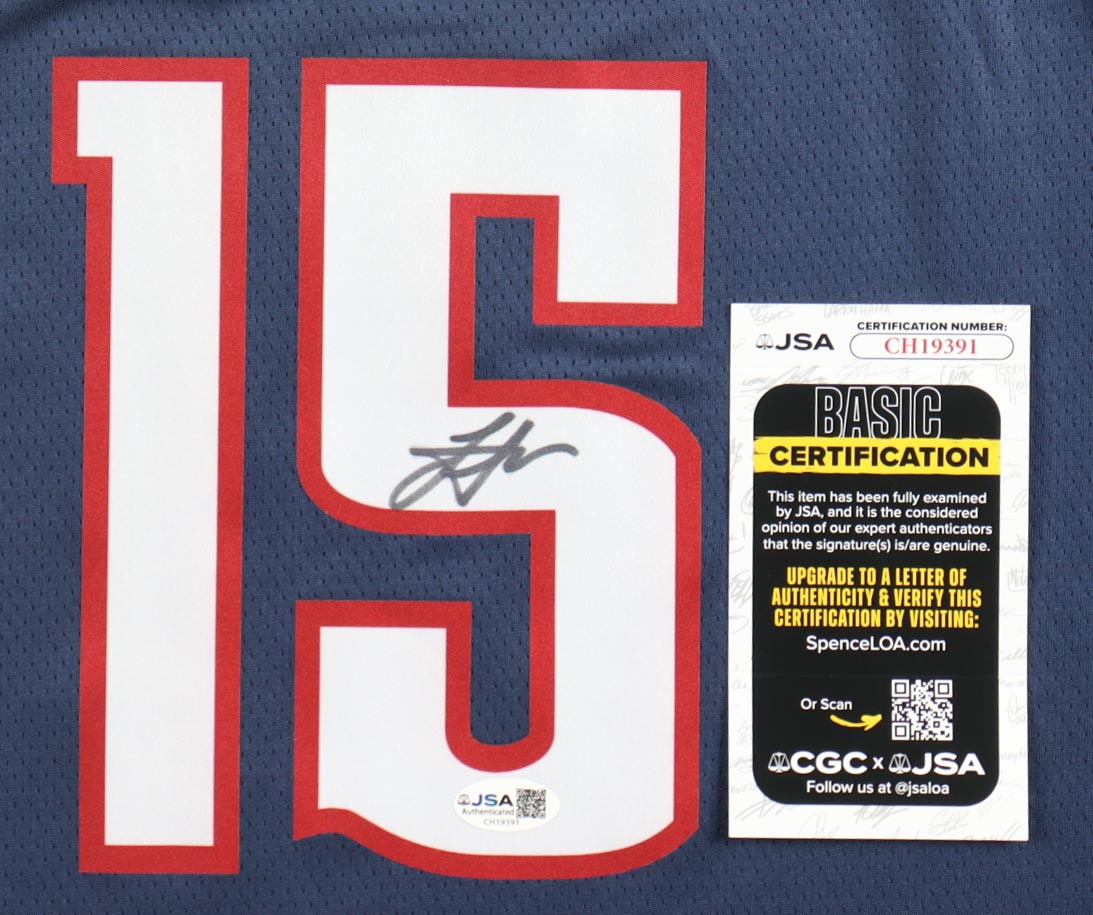 15
JSA
Authenticated
CH19391
JSA
CERTIFICATION NUMBER:
CH19391
BASIC
CERTIFICATION
This item has been fully examined
by JSA, and it is the considered
opinion of our expert authenticators
that the signature(s) is/are genuine.
UPGRADE TO A LETTER OF
AUTHENTICITY & VERIFY THIS
CERTIFICATION BY VISITING:
SpenceLOA.com
Or Scan
CGC x JSA
Follow us at @jsaloa